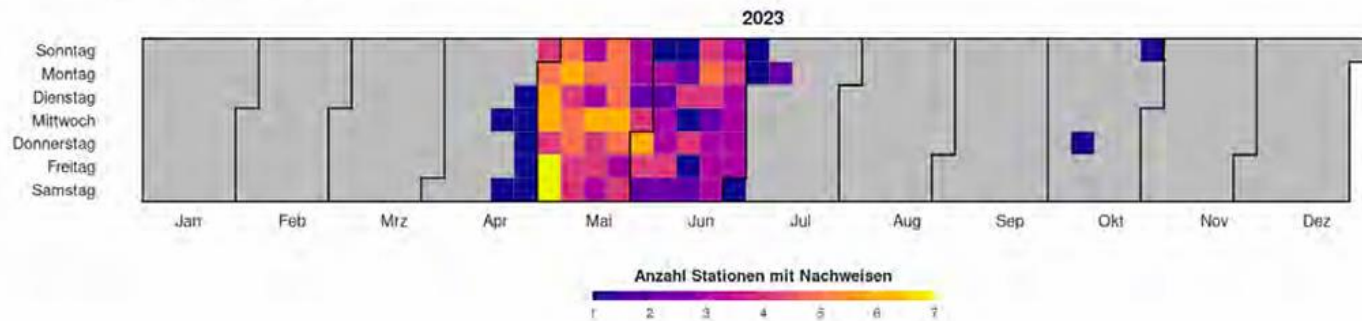 2023
Sonntag
Montag
Dienstag
Mittwoch
Donnerstag
Freitag
Samstag
Jan Feb Mrz Apr Mai Jun Jul Aug Sep Okt Nov Dez
Anzahl Stationen mit Nachweisen
1 2 3 4 5 6 7